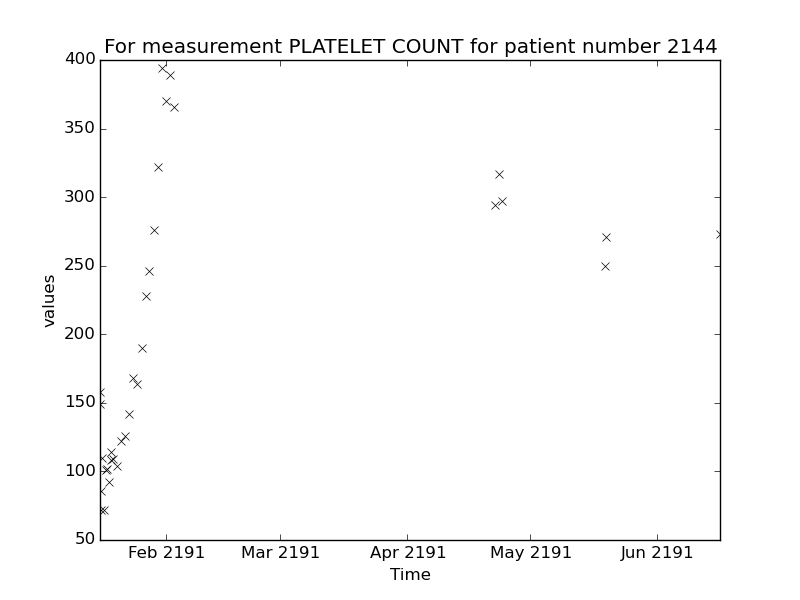 For measurement PLATELET COUNT for patient number 2144
400
350
300
250
200
150
100
50
values
Feb 2191 Mar 2191 Apr 2191 May 2191 Jun 2191
Time